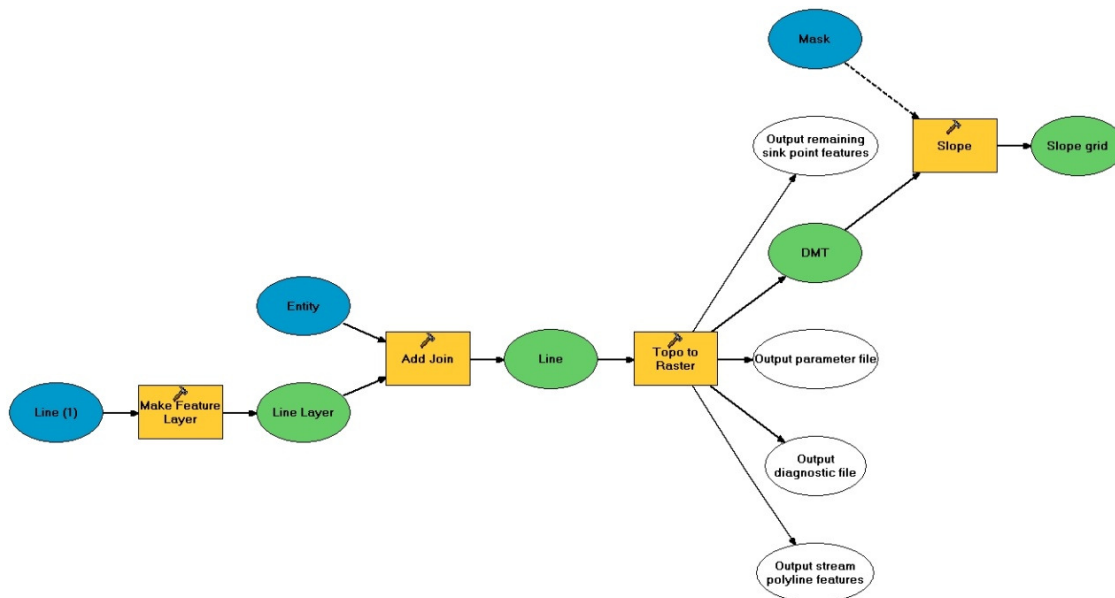 Mask
Output remaining
sink point features
Slope
Slope grid
DMT
Entity
Add Join
Line
Topo to
Raster
Output parameter file
Line (1)
Make Feature
Layer
Line Layer
Output
diagnostic file
Output stream
polyline features